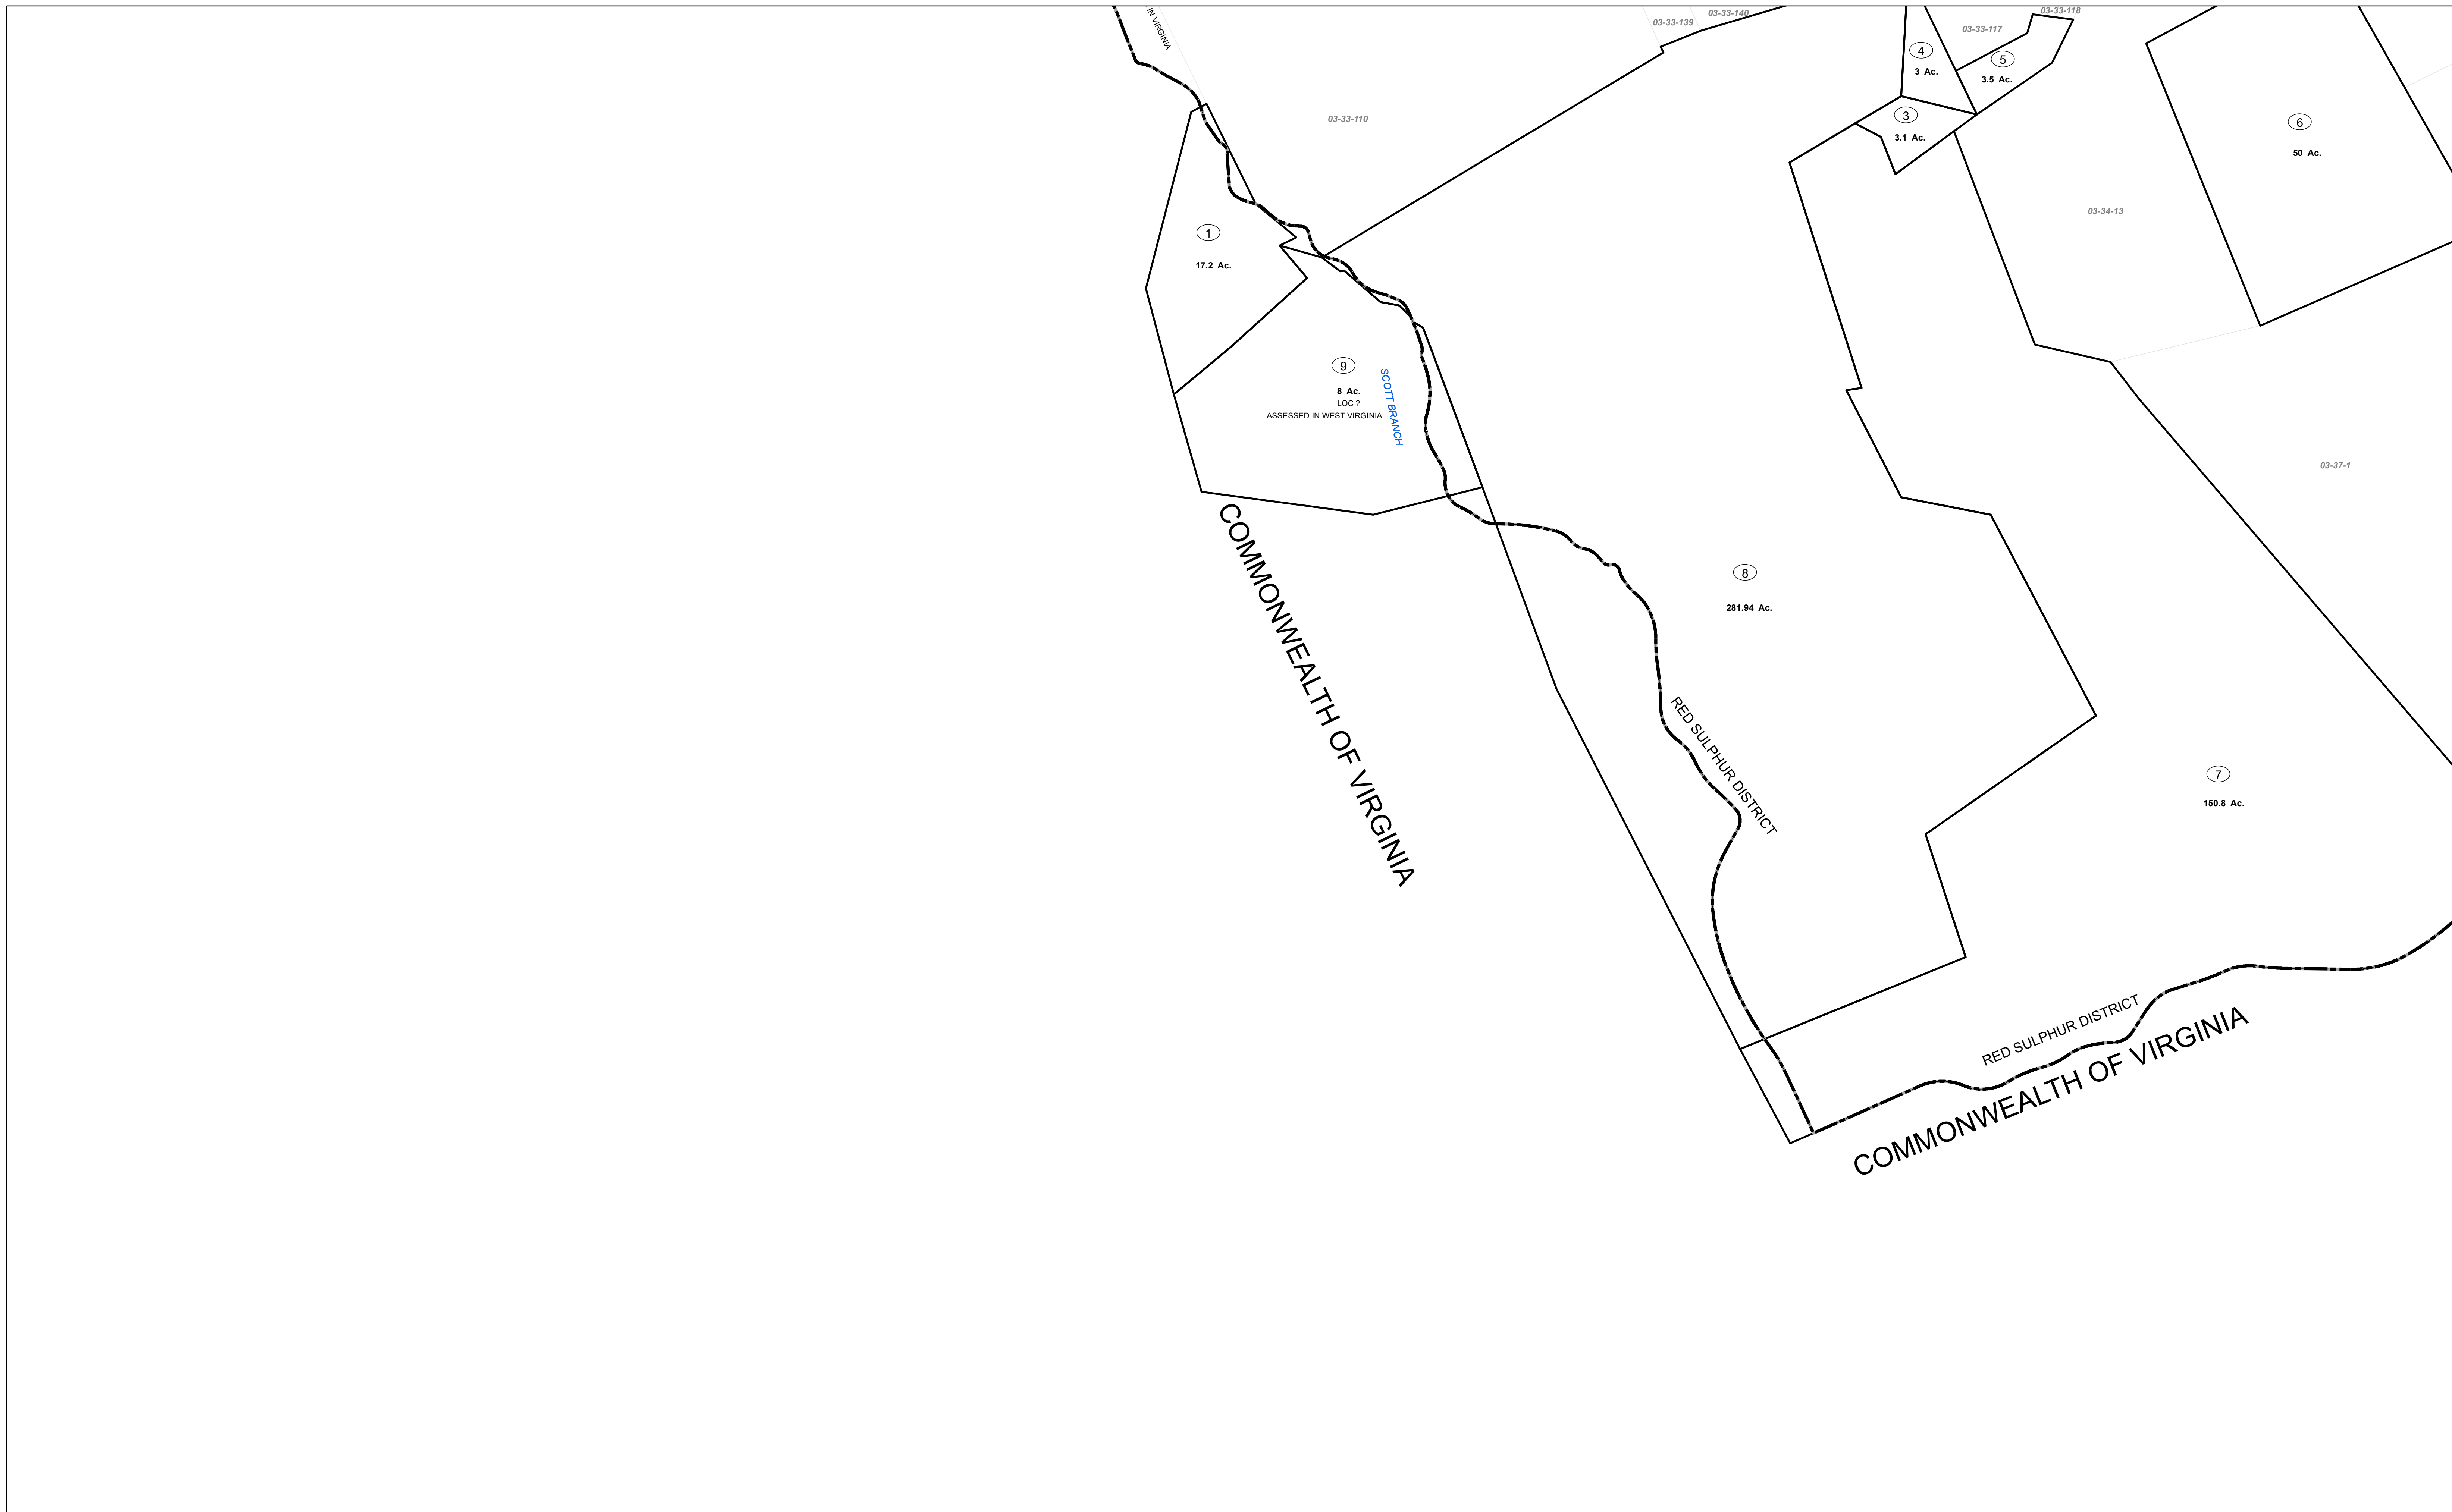 IN VIRGINIA
03-33-139
03-33-140
03-33-118
03-33-117
4
3 Ac.
5
3.5 Ac.
03-33-110
3
3.1 Ac.
6
50 Ac.
03-34-13
1
17.2 Ac.
9
8 Ac.
LOC ?
ASSESSED IN WEST VIRGINIA
SCOTT BRANCH
03-37-1
8
281.94 Ac.
COMMONWEALTH OF VIRGINIA
RED SULPHUR DISTRICT
7
150.8 Ac.
RED SULPHUR DISTRICT
COMMONWEALTH OF VIRGINIA